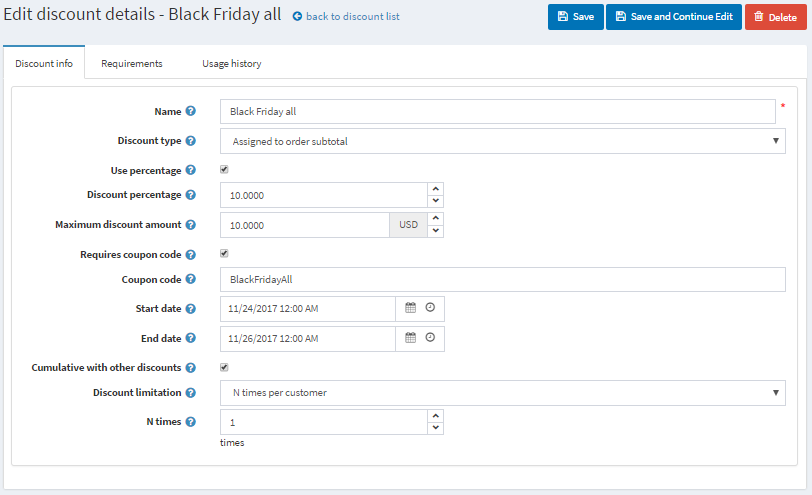 Edit discount details - Black Friday all back to discount list Save Save and Continue Edit Delete
Discount info Requirements Usage history
Name ? Black Friday all *
Discount type ? Assigned to order subtotal
Use percentage ?
Discount percentage ? 10.0000
Maximum discount amount ? 10.0000 USD
Requires coupon code ?
Coupon code ? BlackFridayAll
Start date ? 11/24/2017 12:00 AM
End date ? 11/26/2017 12:00 AM
Cumulative with other discounts ?
Discount limitation ? N times per customer
N times ? 1
times